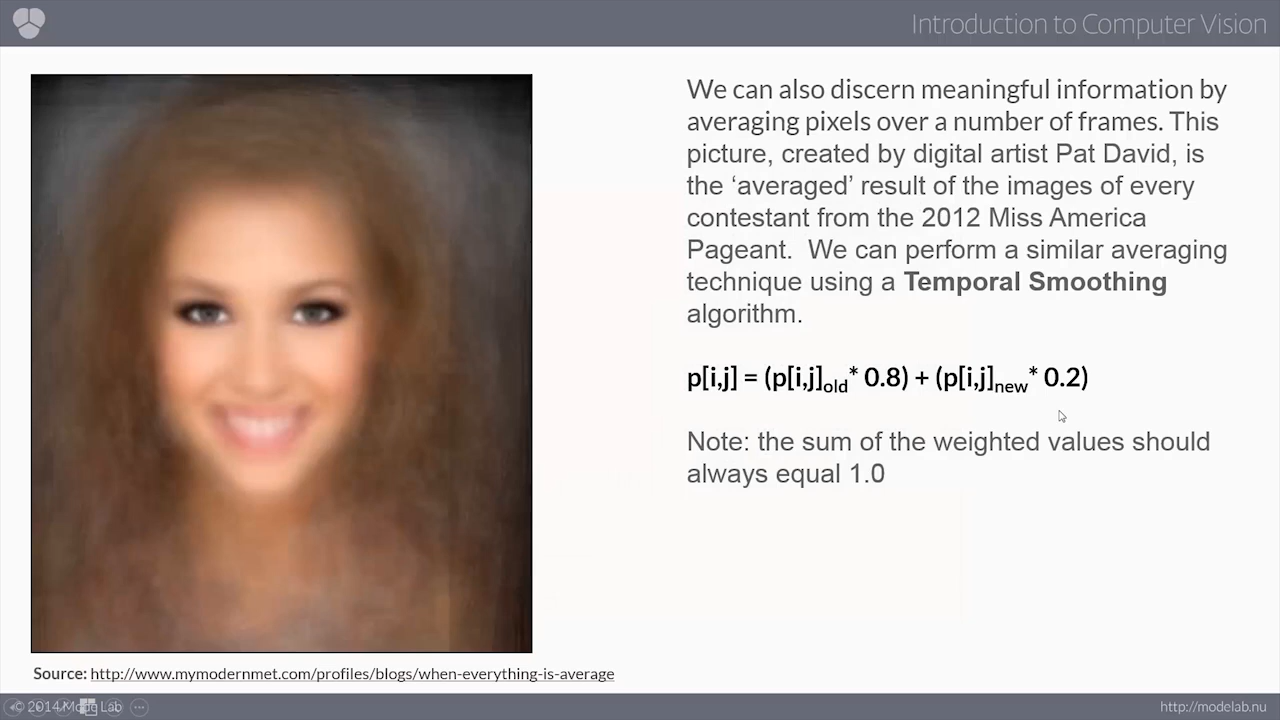 Introduction to Computer Vision
We can also discern meaningful information by
averaging pixels over a number of frames. This
picture, created by digital artist Pat David, is
the ‘averaged’ result of the images of every
contestant from the 2012 Miss America
Pageant.  We can perform a similar averaging
technique using a Temporal Smoothing
algorithm.
p[i,j] = (p[i,j]old* 0.8) + (p[i,j]new* 0.2)
Note: the sum of the weighted values should
always equal 1.0
Source: http://www.mymodernmet.com/profiles/blogs/when-everything-is-average
© 2014 Mode Lab
http://modelab.nu